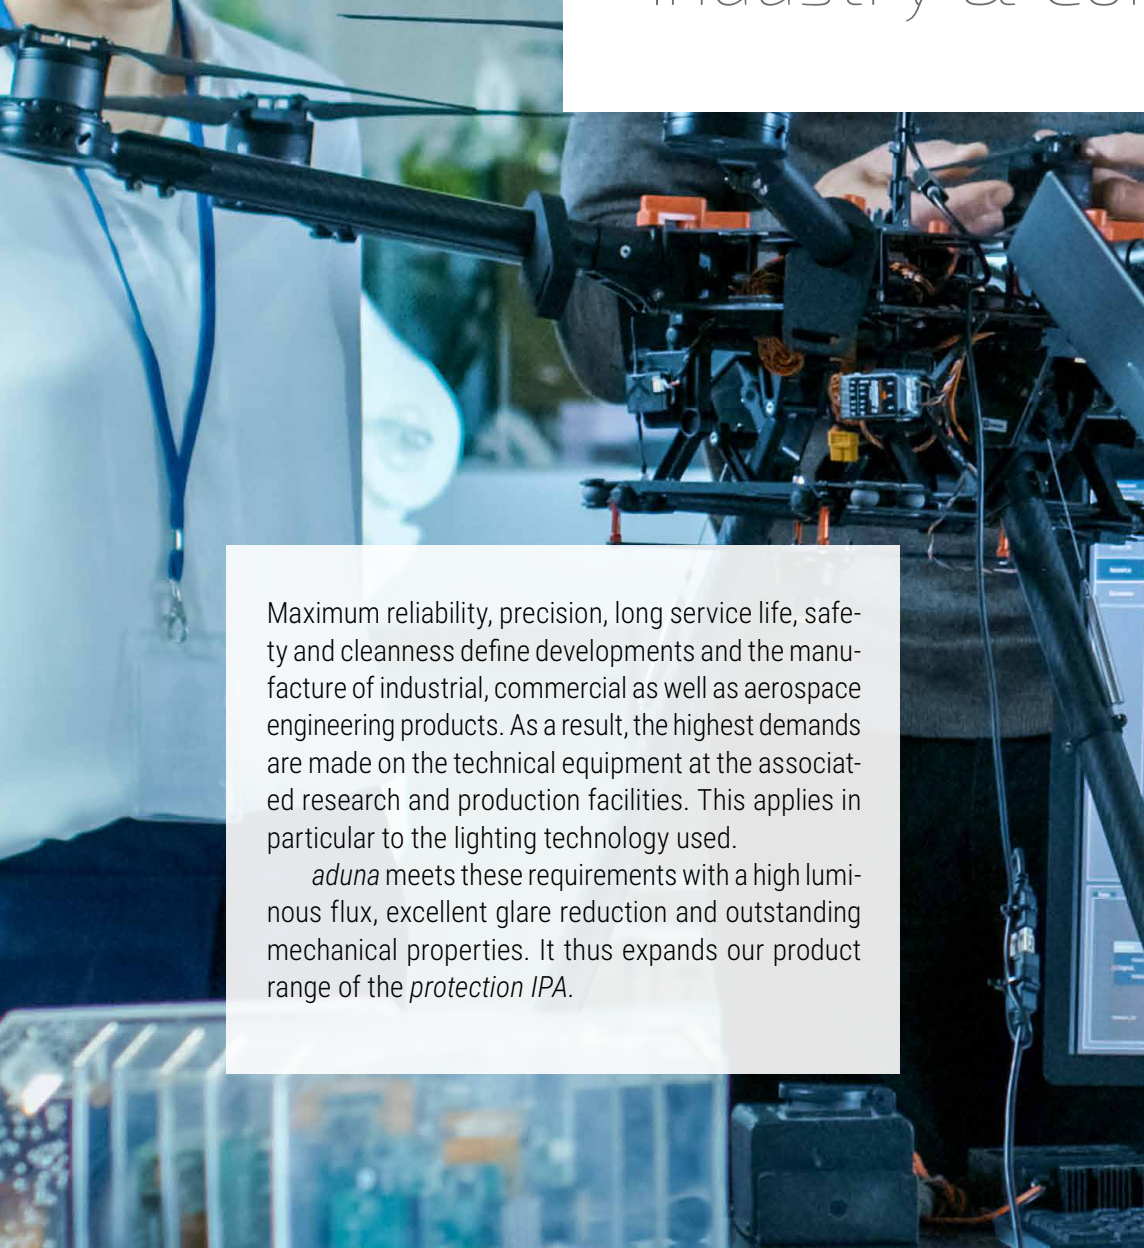 industry &
Maximum reliability, precision, long service life, safe-
ty and cleanness define developments and the manu-
facture of industrial, commercial as well as aerospace
engineering products. As a result, the highest demands
are made on the technical equipment at the associat-
ed research and production facilities. This applies in
particular to the lighting technology used.
aduna meets these requirements with a high lumi-
nous flux, excellent glare reduction and outstanding
mechanical properties. It thus expands our product
range of the protection IPA.